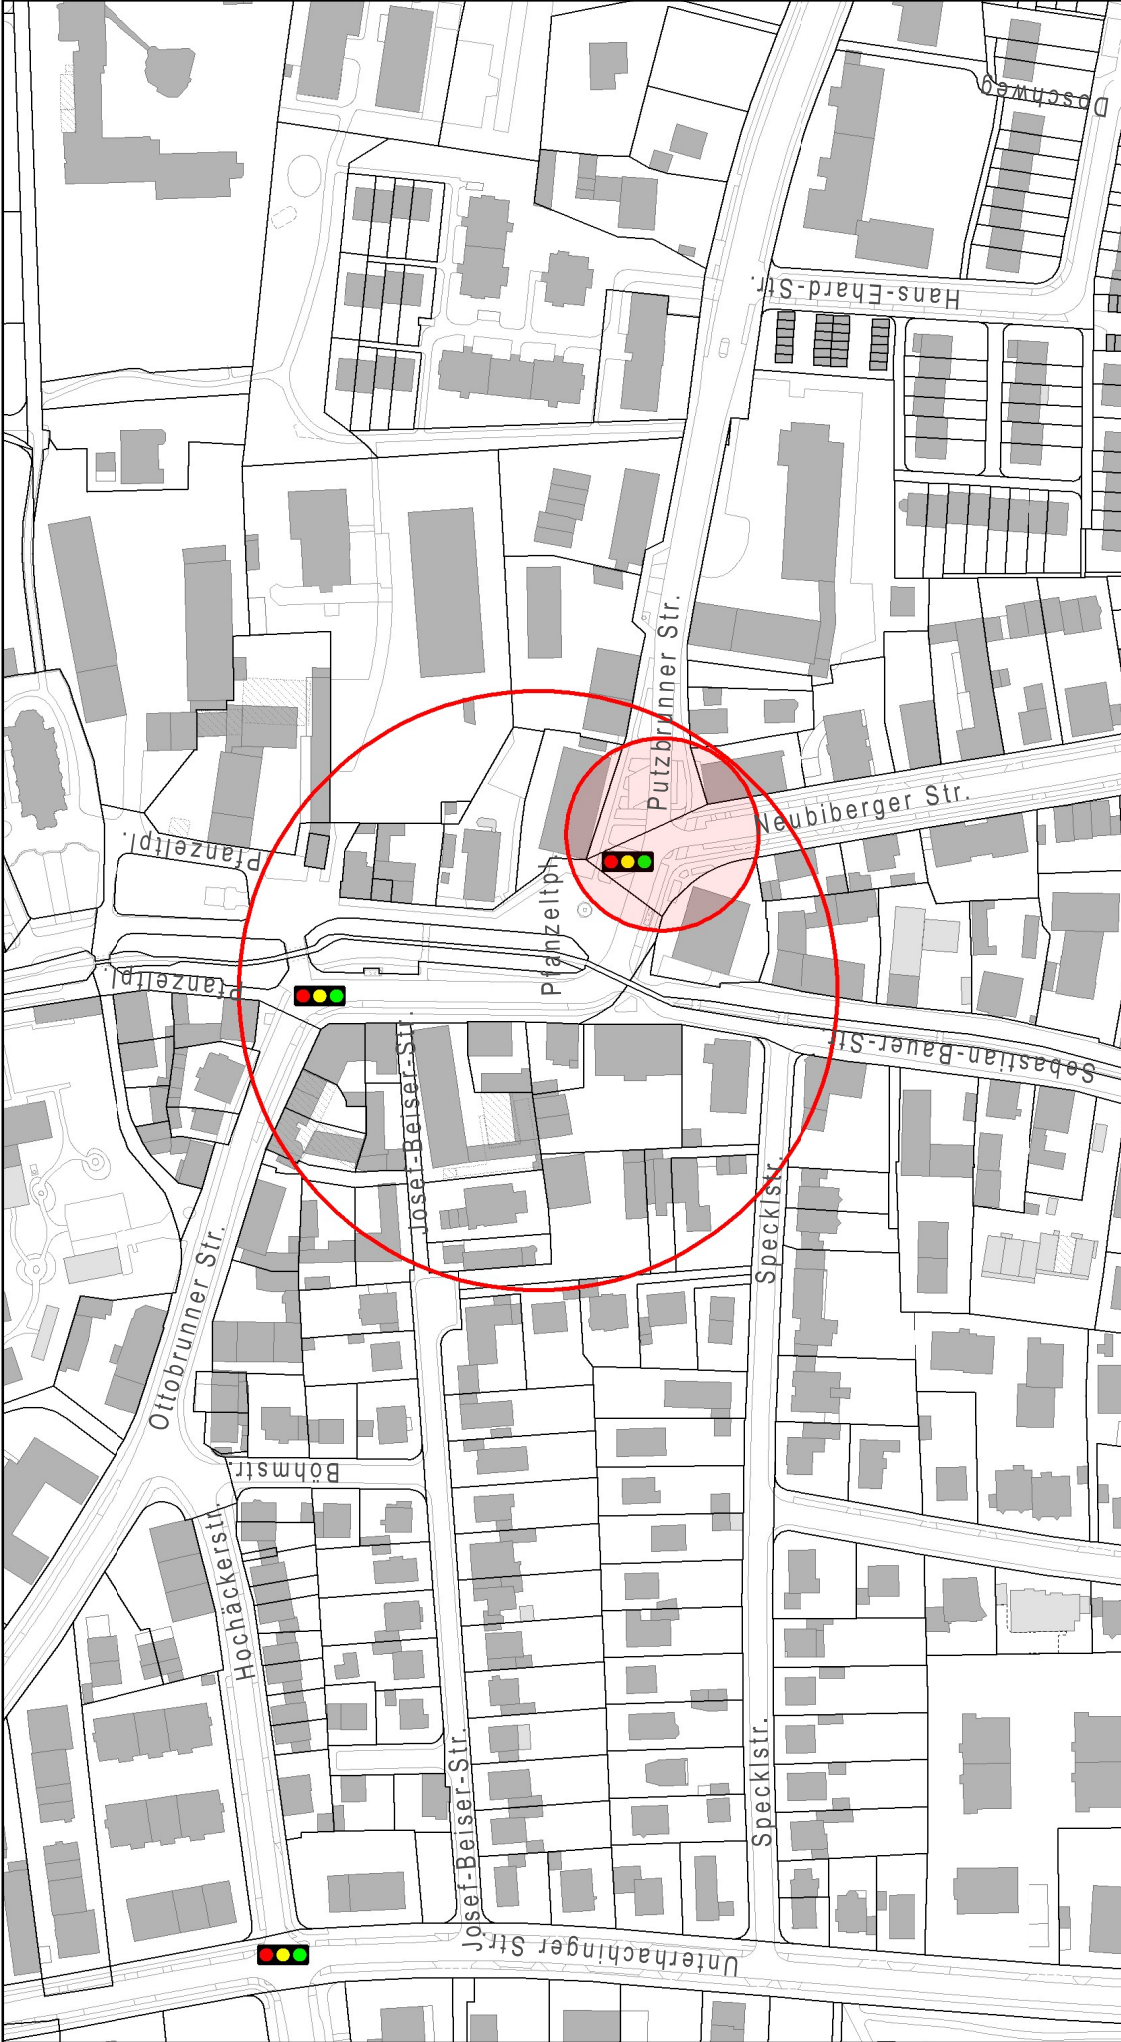 Doschweg
Hans-Ehard-Str.
Putzbrunner Str.
Neubiberger Str.
Pfanzeltpl.
Pfanzeltpl.
Pfanzeltpl.
Sebastian-Bauer-Str.
Josef-Beiser-Str.
Specklstr.
Ottobrunner Str.
Böhmstr.
Hochäckerstr.
Josef-Beiser-Str.
Specklstr.
Unterhachinger Str.